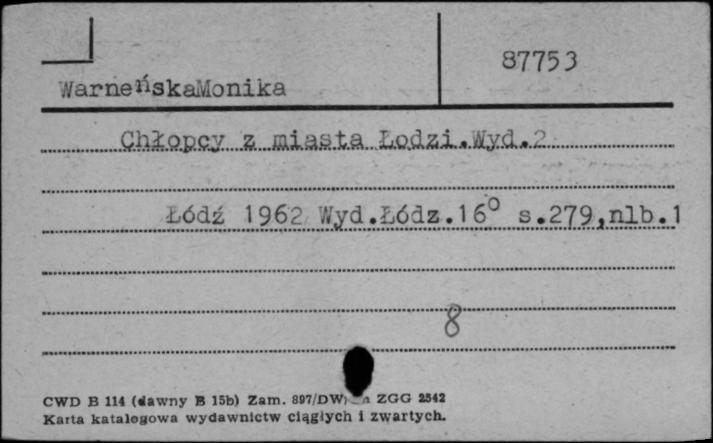 87753
WarneńskaMonika
Chłopcy z miasta Łodzi.Wyd.2
Łódź 1962 Wyd.Łódz.16° s.279,nlb.1
8
CWD B 114 (dawny B 15b) Zam. 897/DW ZGG 2542
Karta katalogowa wydawnictw ciągłych i zwartych.